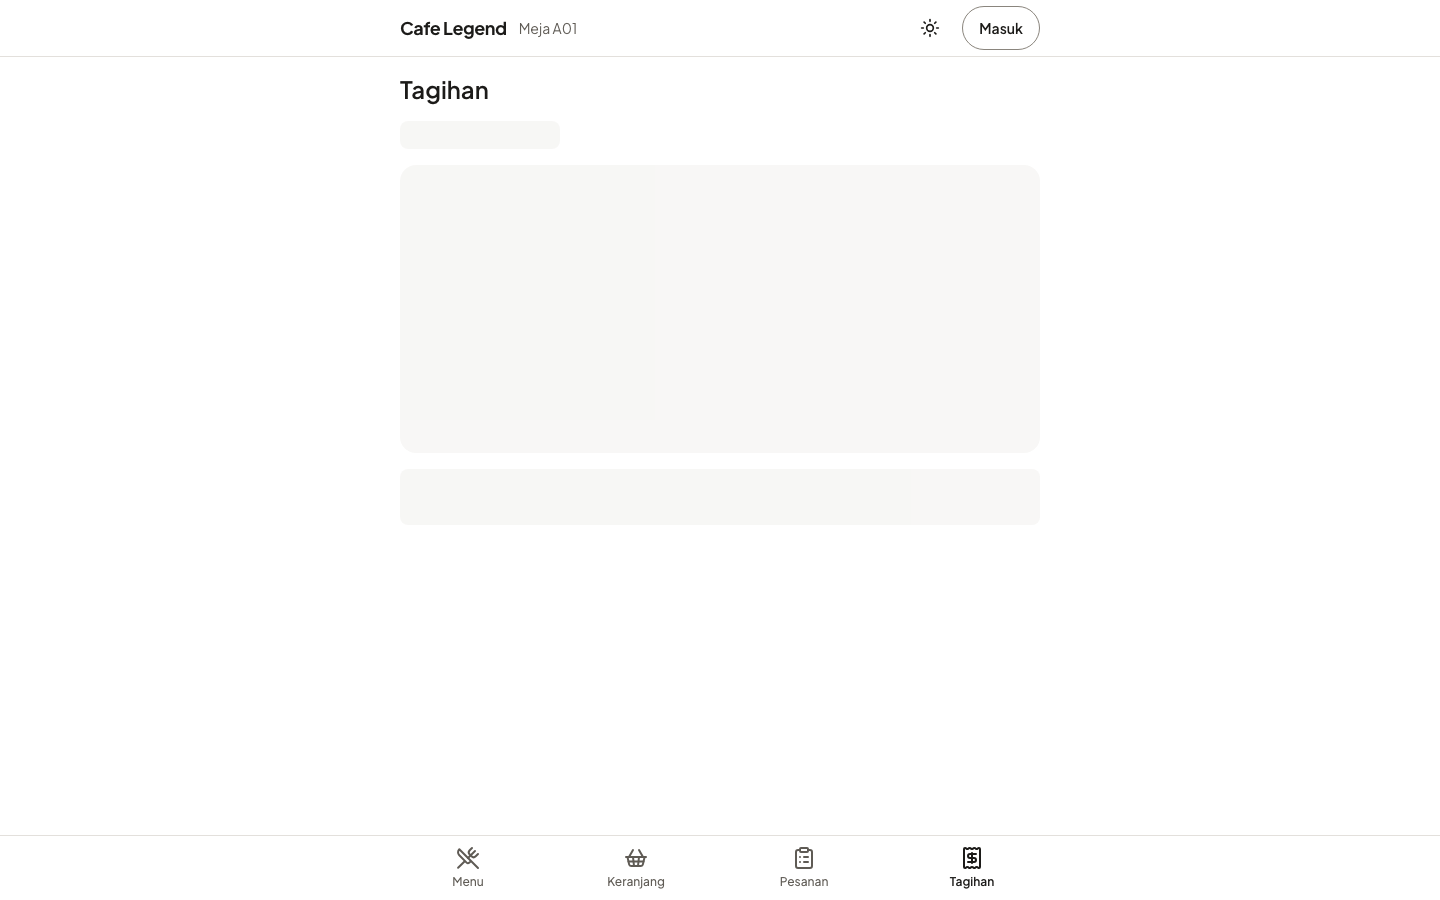 Cafe Legend Meja A01
Masuk
Tagihan
Menu
Keranjang
Pesanan
Tagihan